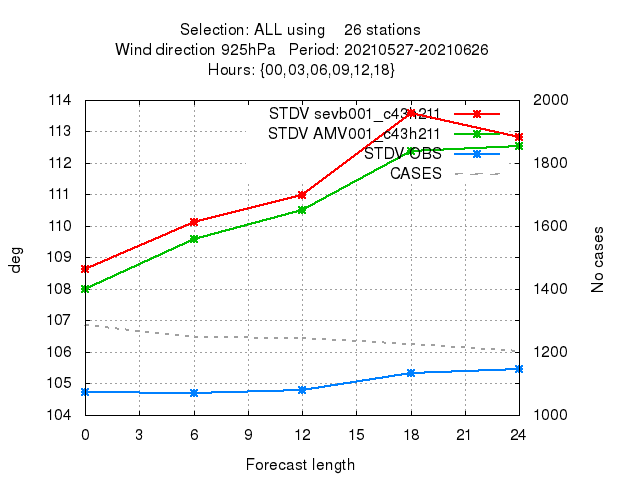 Selection: ALL using    26 stations
Wind direction 925hPa   Period: 20210527-20210626
Hours: {00,03,06,09,12,18}
STDV sevb001_c43h211
STDV AMV001_c43h211
STDV OBS
CASES
deg
No cases
114
113
112
111
110
109
108
107
106
105
104
2000
1800
1600
1400
1200
1000
0 3 6 9 12 15 18 21 24
Forecast length